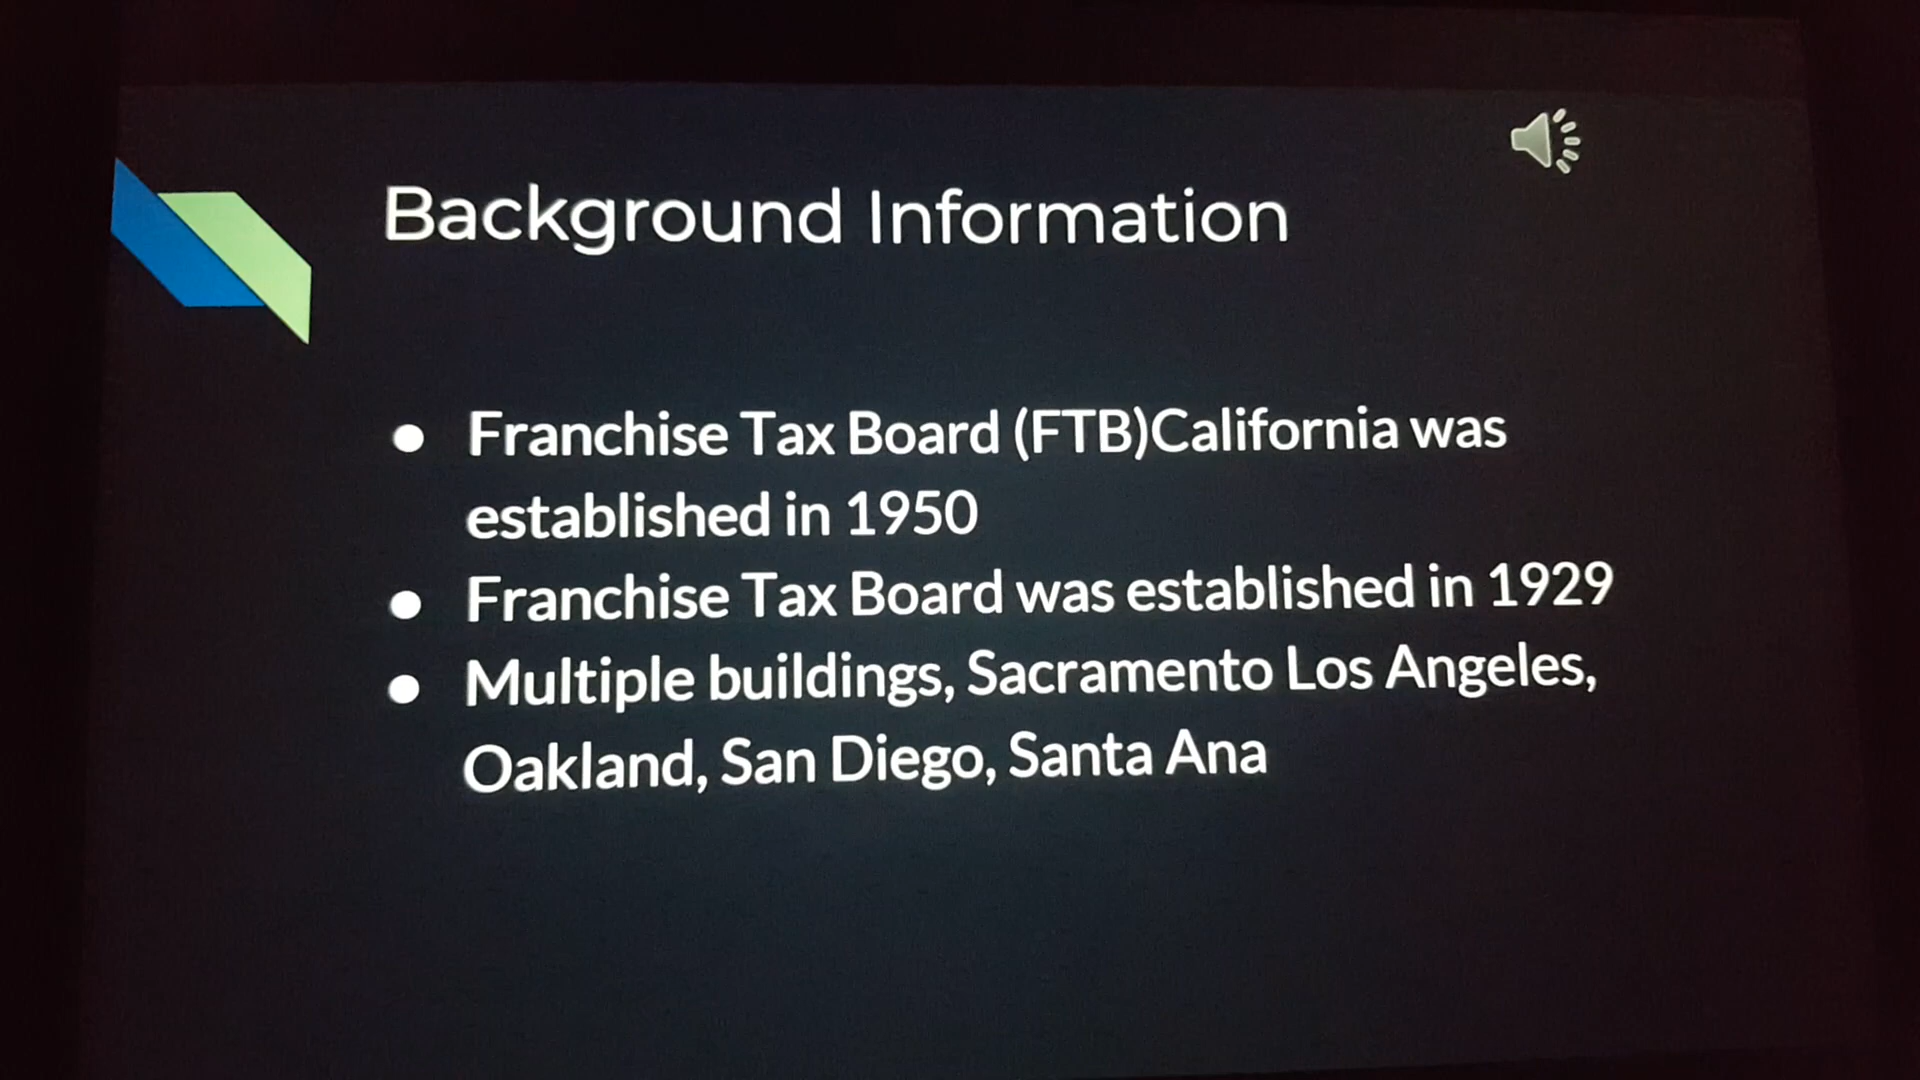 Background Information
● Franchise Tax Board (FTB)California was
established in 1950
● Franchise Tax Board was established in 1929
● Multiple buildings, Sacramento Los Angeles,
Oakland, San Diego, Santa Ana